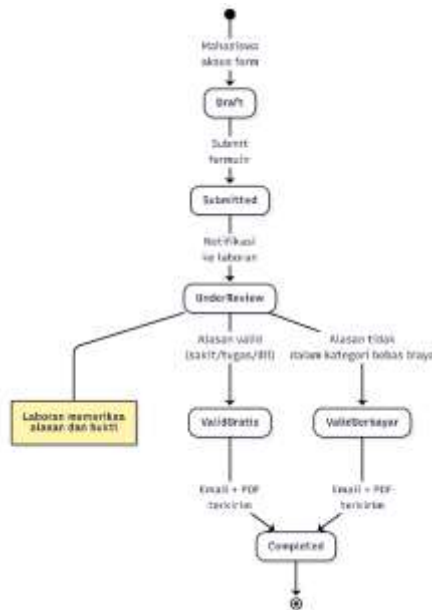 Mahasiswa
akses form
Draft
Submit
formulir
Submitted
Notifikasi
ke laboran
UnderReview
Alasan valid
(sakit/tugas/dll)
Alasan tidak
dalam kategori bebas biaya
Laboran memeriksa
alasan dan bukti
ValidGratis
ValidBerbayar
Email + PDF
terkirim
Email + PDF
terkirim
Completed